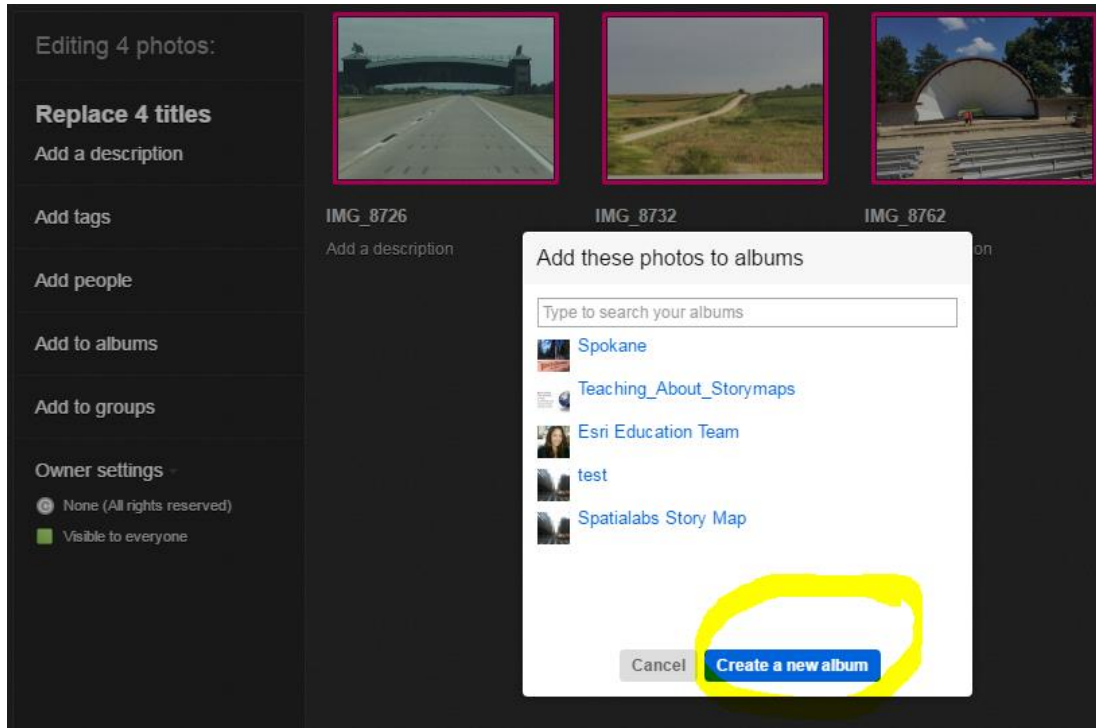 Editing 4 photos:
Replace 4 titles
Add a description
Add tags
Add people
Add to albums
Add to groups
Owner settings
None (All rights reserved)
Visible to everyone
IMG_8726
Add a description
IMG_8732
IMG_8762
on
Add these photos to albums
Type to search your albums
Spokane
Teaching_About_Storymaps
Esri Education Team
test
Spatialabs Story Map
Cancel
Create a new album